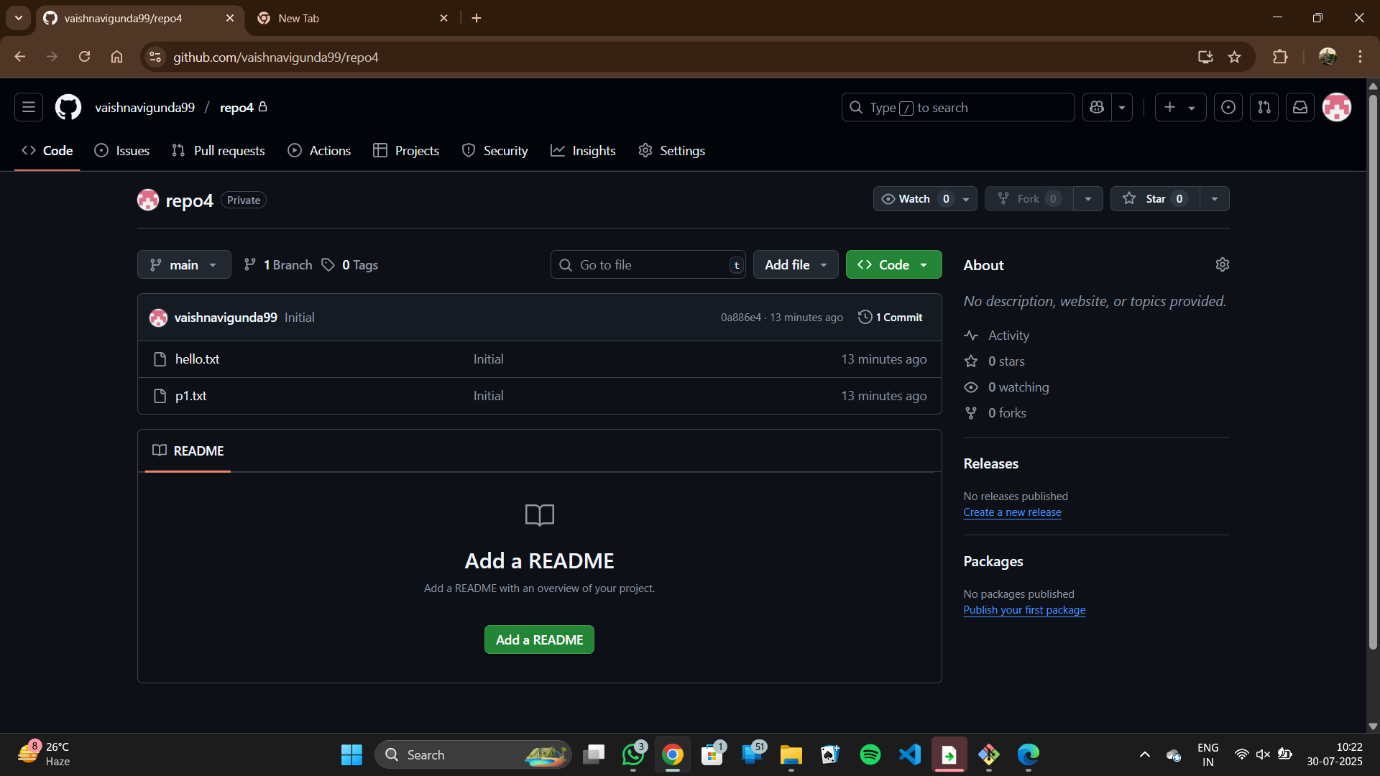 vaishnavigunda99/repo4
New Tab
github.com/vaishnavigunda99/repo4
vaishnavigunda99 / repo4
Type / to search
Code Issues Pull requests Actions Projects Security Insights Settings
repo4 Private
Watch 0 Fork 0 Star 0
main 1 Branch 0 Tags
Go to file t
Add file
Code
vaishnavigunda99 Initial 0a886e4 · 13 minutes ago 1 Commit
hello.txt Initial 13 minutes ago
p1.txt Initial 13 minutes ago
README
Add a README
Add a README with an overview of your project.
Add a README
About
No description, website, or topics provided.
Activity
0 stars
0 watching
0 forks
Releases
No releases published
Create a new release
Packages
No packages published
Publish your first package
8
26°C
Haze
Search
3
1
51
ENG
IN
10:22
30-07-2025